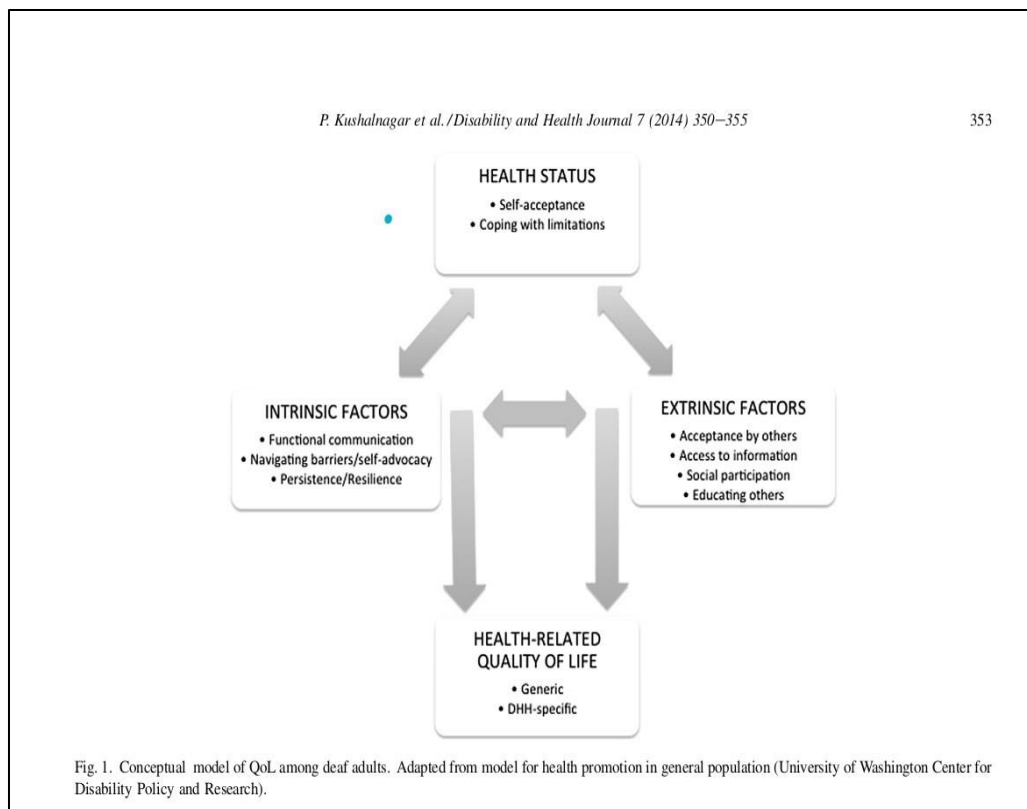 P. Kushalnagar et al./Disability and Health Journal 7 (2014) 350–355
353
HEALTH STATUS
• Self-acceptance
• Coping with limitations
INTRINSIC FACTORS
• Functional communication
• Navigating barriers/self-advocacy
• Persistence/Resilience
EXTRINSIC FACTORS
• Acceptance by others
• Access to information
• Social participation
• Educating others
HEALTH-RELATED
QUALITY OF LIFE
• Generic
• DHH-specific
Fig. 1. Conceptual model of QoL among deaf adults. Adapted from model for health promotion in general population (University of Washington Center for
Disability Policy and Research).